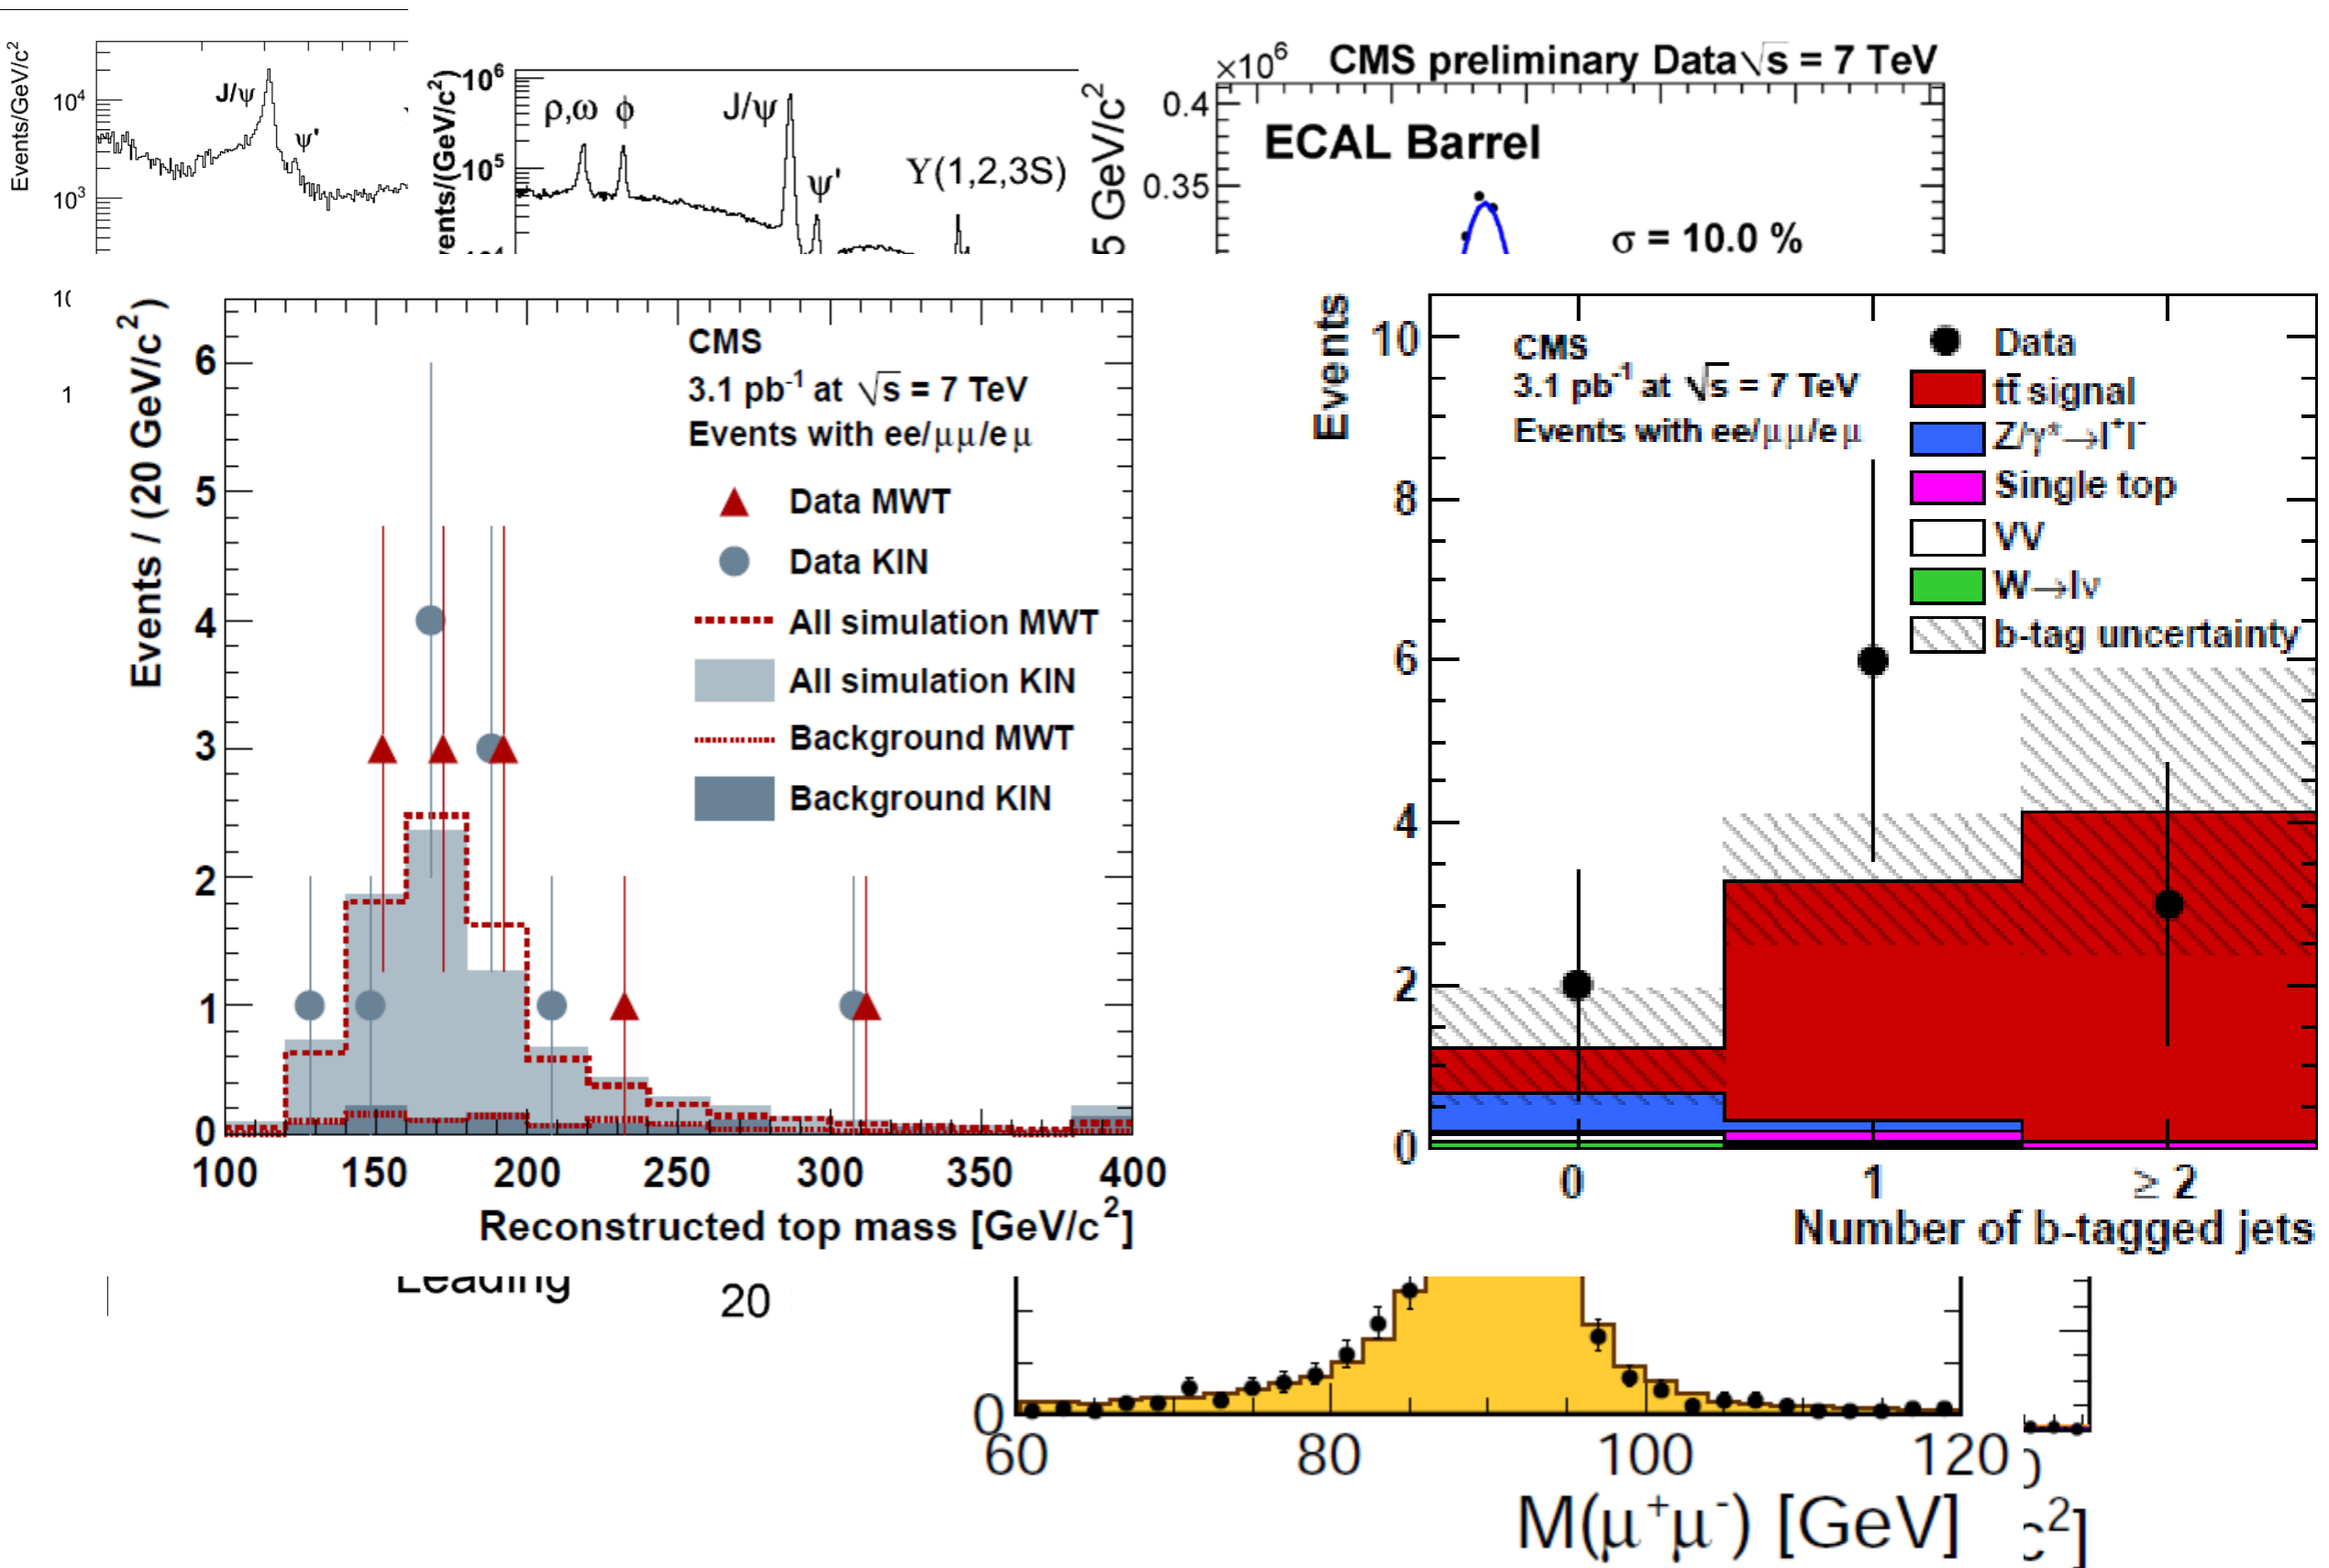 Events/GeV/c²
10⁴
10³
J/ψ
ψ'
10⁶
10⁵
ρ,ω ϕ
J/ψ
ψ'
Υ(1,2,3S)
5 GeV/c²
×10⁶
CMS preliminary Data √s = 7 TeV
0.4
0.35
ECAL Barrel
σ = 10.0 %
1
Events / (20 GeV/c²)
6
5
4
3
2
1
0
CMS
3.1 pb⁻¹ at √s = 7 TeV
Events with ee/μμ/eμ
Data MWT
Data KIN
All simulation MWT
All simulation KIN
Background MWT
Background KIN
100 150 200 250 300 350 400
Reconstructed top mass [GeV/c²]
Events
10
8
6
4
2
0
CMS
3.1 pb⁻¹ at √s = 7 TeV
Events with ee/μμ/eμ
Data
tt̄ signal
Z/γ*→l⁺l⁻
Single top
VV
W→lν
b-tag uncertainty
0 1 ≥ 2
Number of b-tagged jets
Leading
20
0
60 80 100 120
M(μ⁺μ⁻) [GeV]
c²]